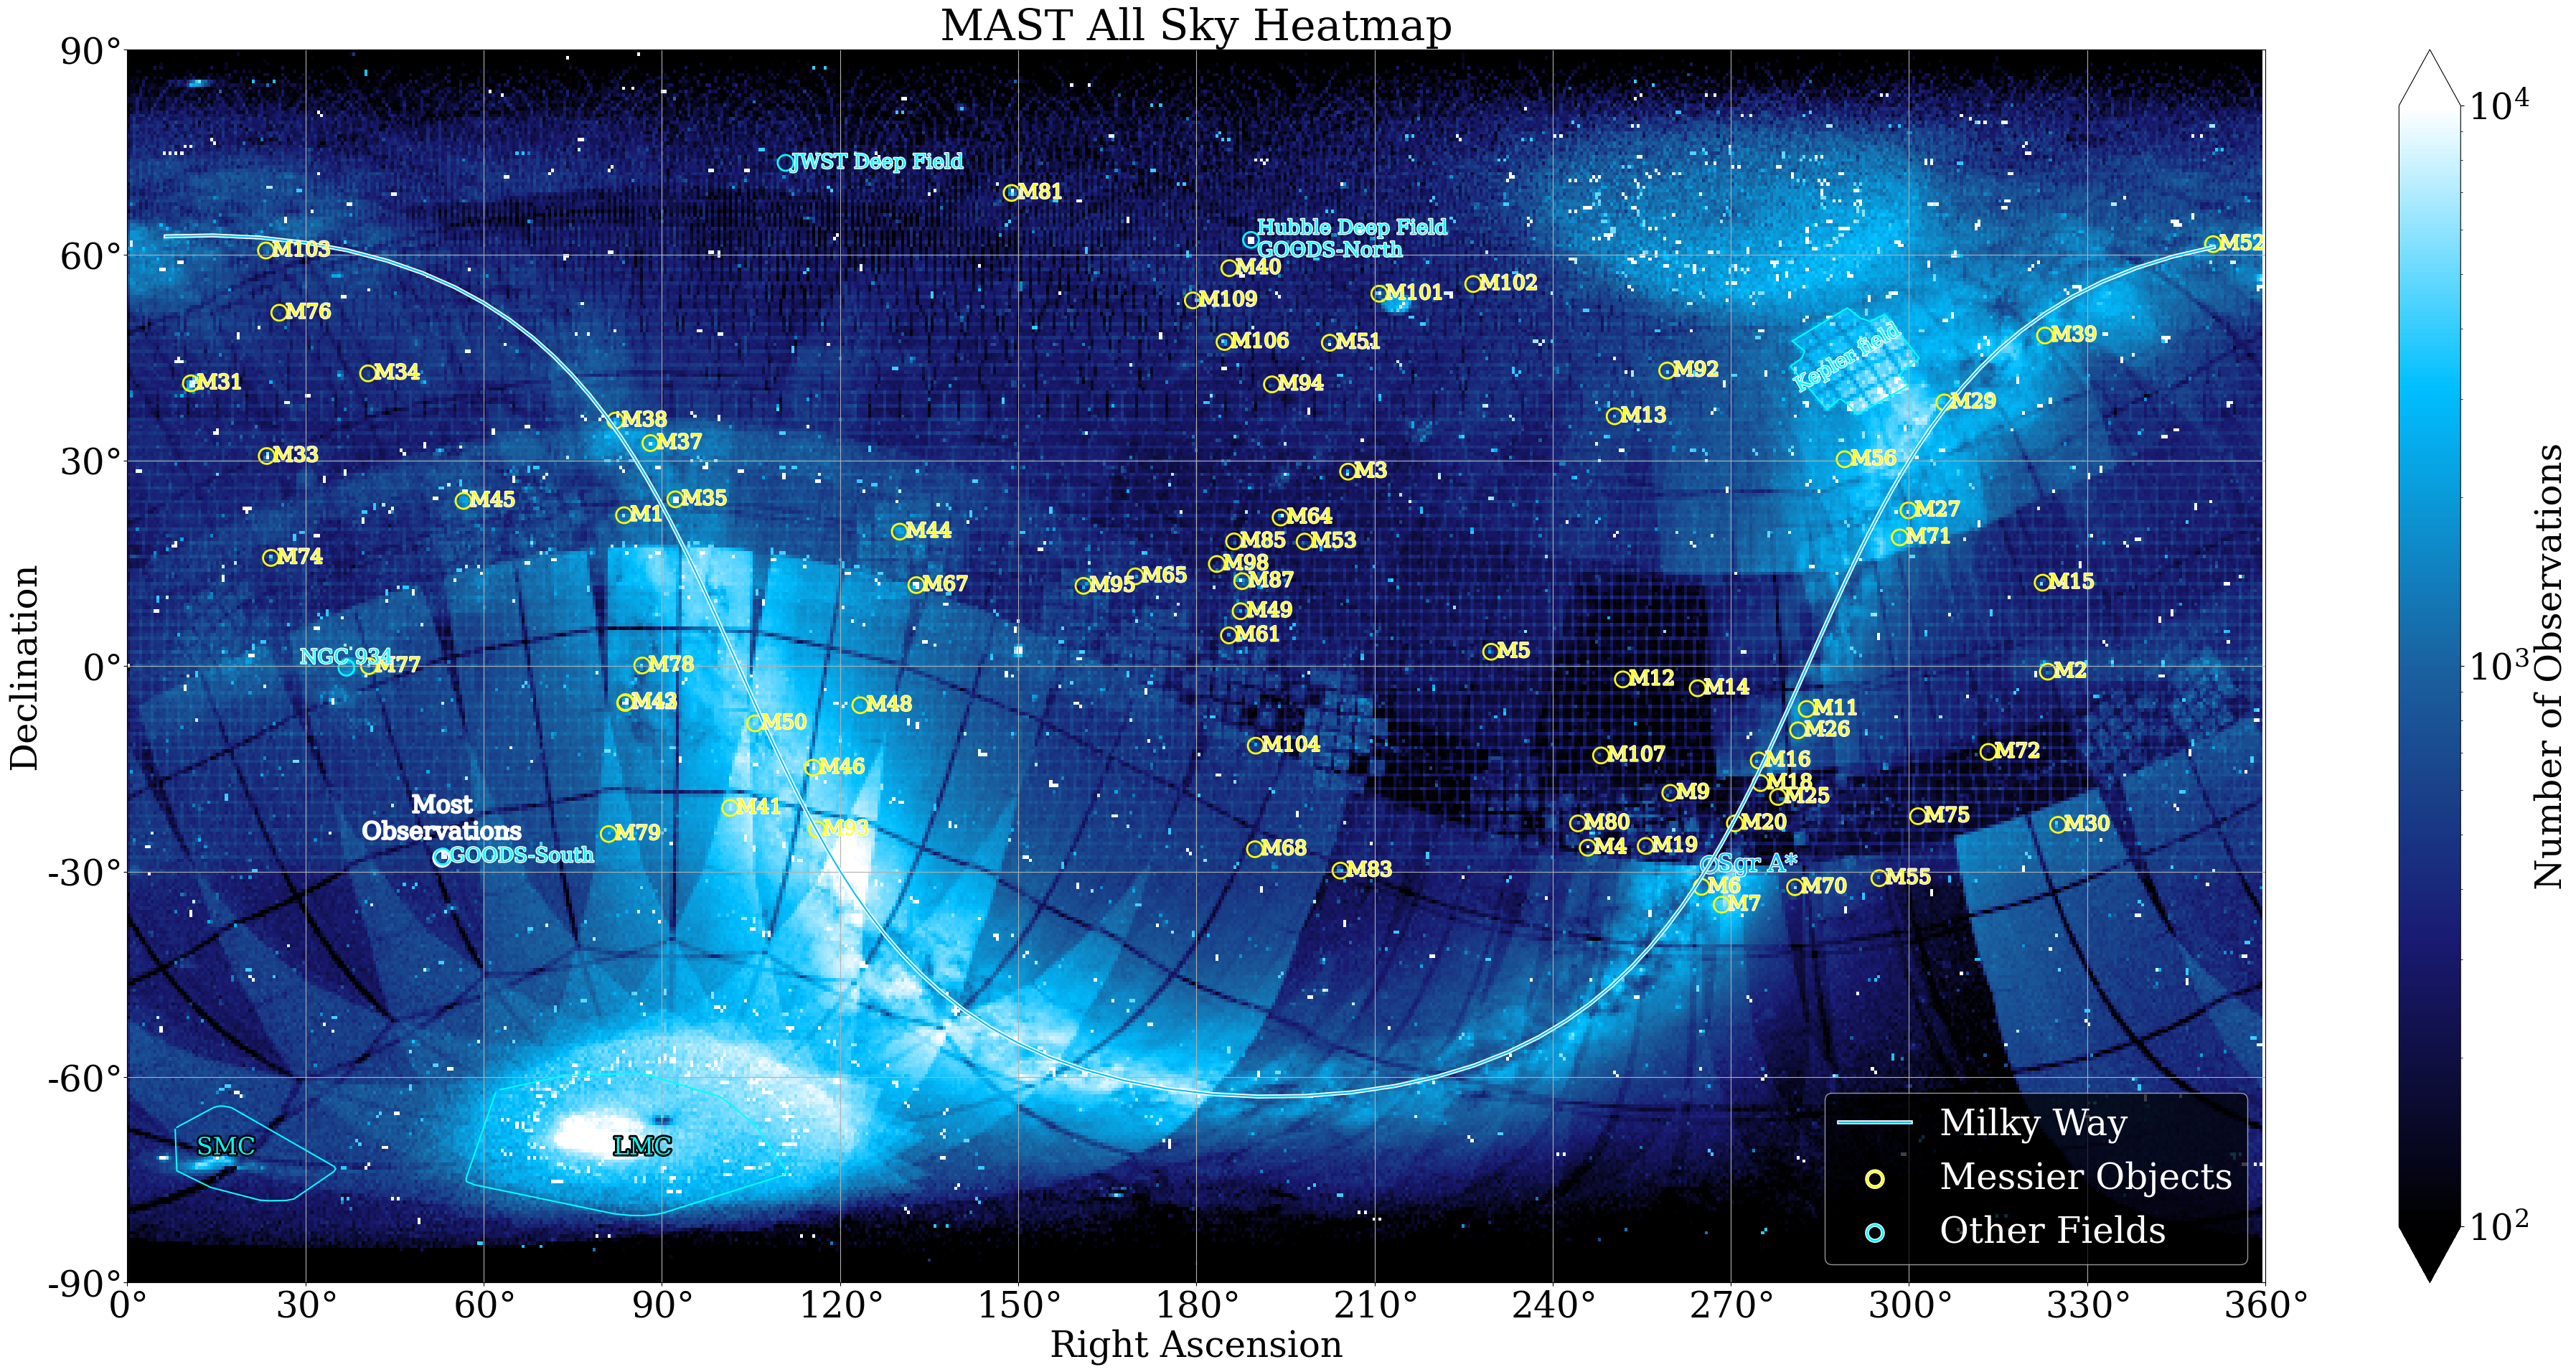 MAST All Sky Heatmap
90°
60°
30°
0°
-30°
-60°
-90°
Declination
JWST Deep Field
M81
Hubble Deep Field
GOODS-North
M103
M52
M40
M109
M101
M102
M76
M106
M51
M39
Kepler field
M31
M34
M94
M92
M29
M38
M13
M37
M33
M3
M56
M45
M35
M1
M64
M27
M44
M85
M53
M71
M74
M98
M65
M67
M95
M87
M15
M49
M61
NGC 934
M77
M78
M5
M2
M12
M14
M42
M48
M50
M11
M26
M104
M46
M107
M16
M72
Most
Observations
GOODS-South
M41
M9
M18
M25
M75
M79
M93
M80
M20
M30
M68
M4
M19
M83
Sgr A*
M6
M70
M55
M7
SMC
LMC
Milky Way
Messier Objects
Other Fields
0°
30°
60°
90°
120°
150°
180°
210°
240°
270°
300°
330°
360°
Right Ascension
10⁴
10³
10²
Number of Observations